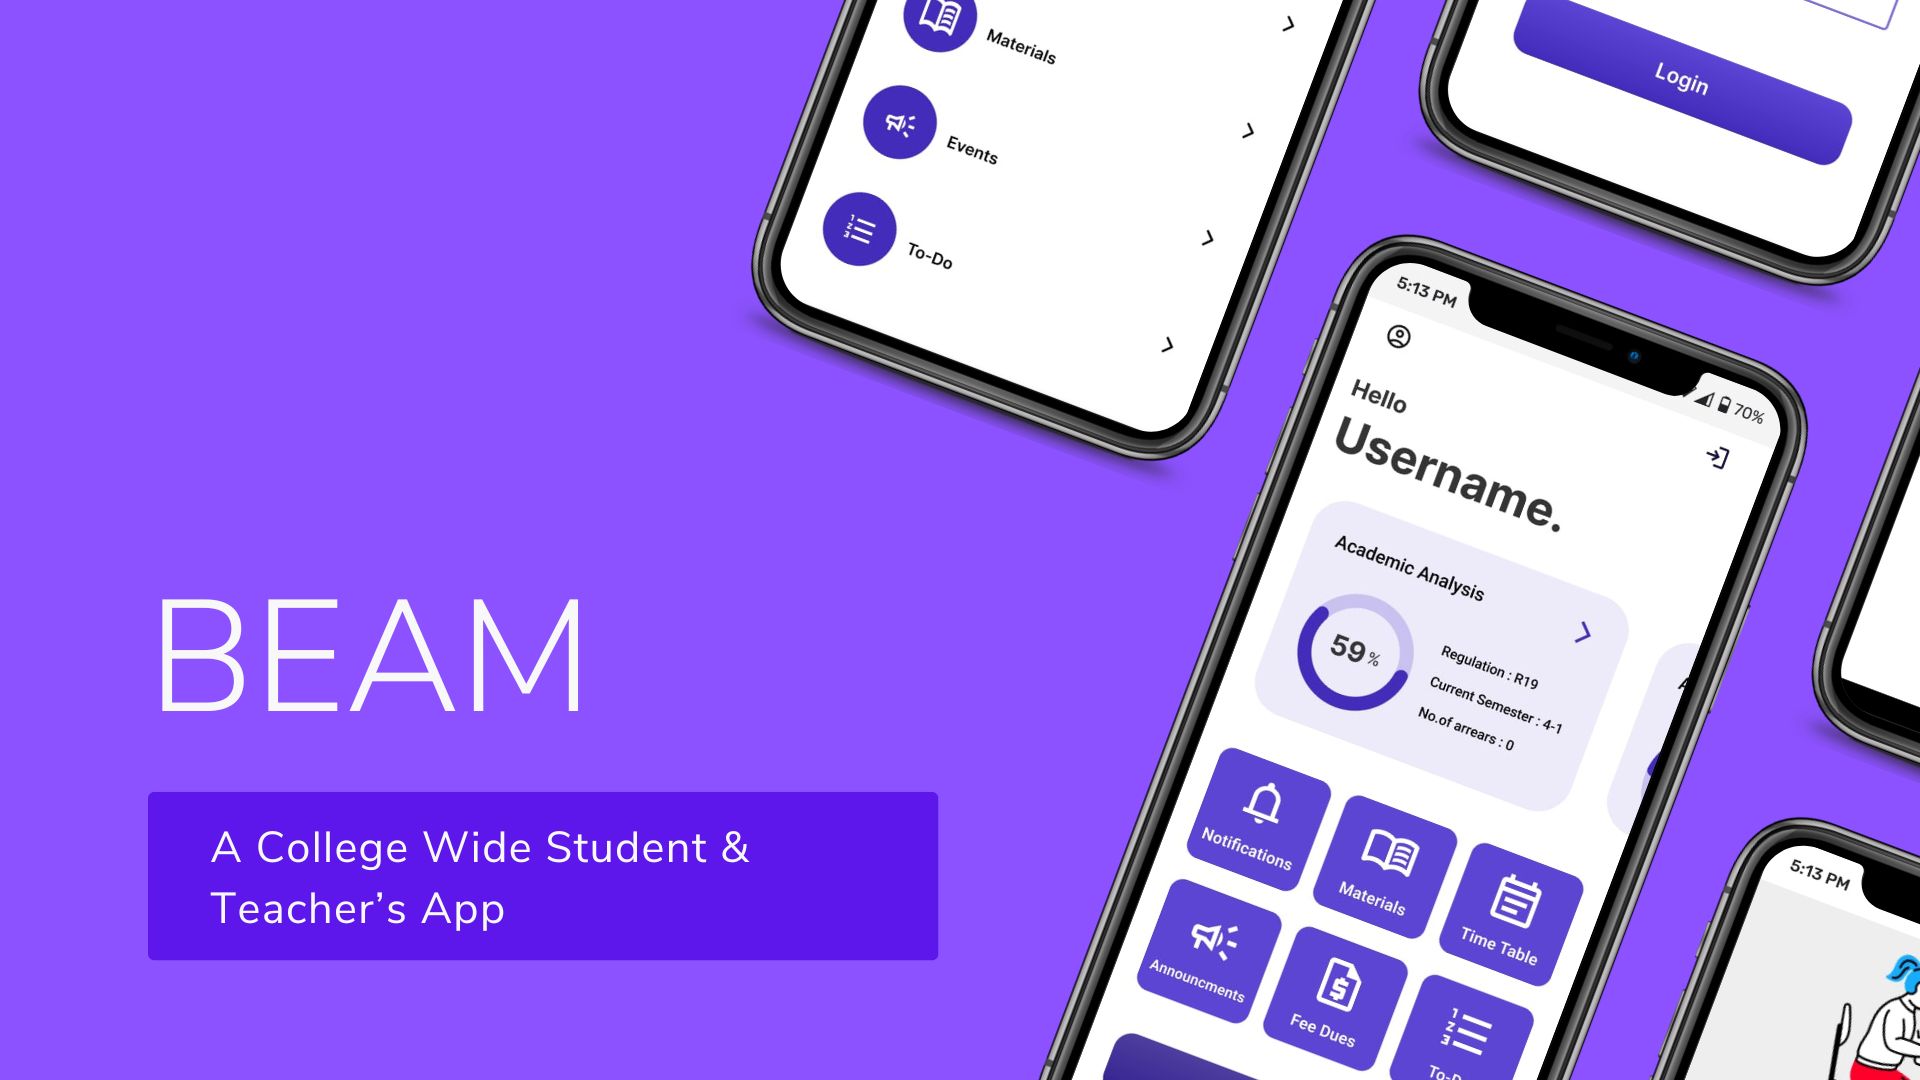 Materials
Events
To-Do
Login
5:13 PM
70%
Hello
Username.
Academic Analysis
59%
Regulation : R19
Current Semester : 4-1
No.of arrears : 0
Notifications
Materials
Time Table
Announcments
Fee Dues
BEAM
A College Wide Student &
Teacher’s App
5:13 PM